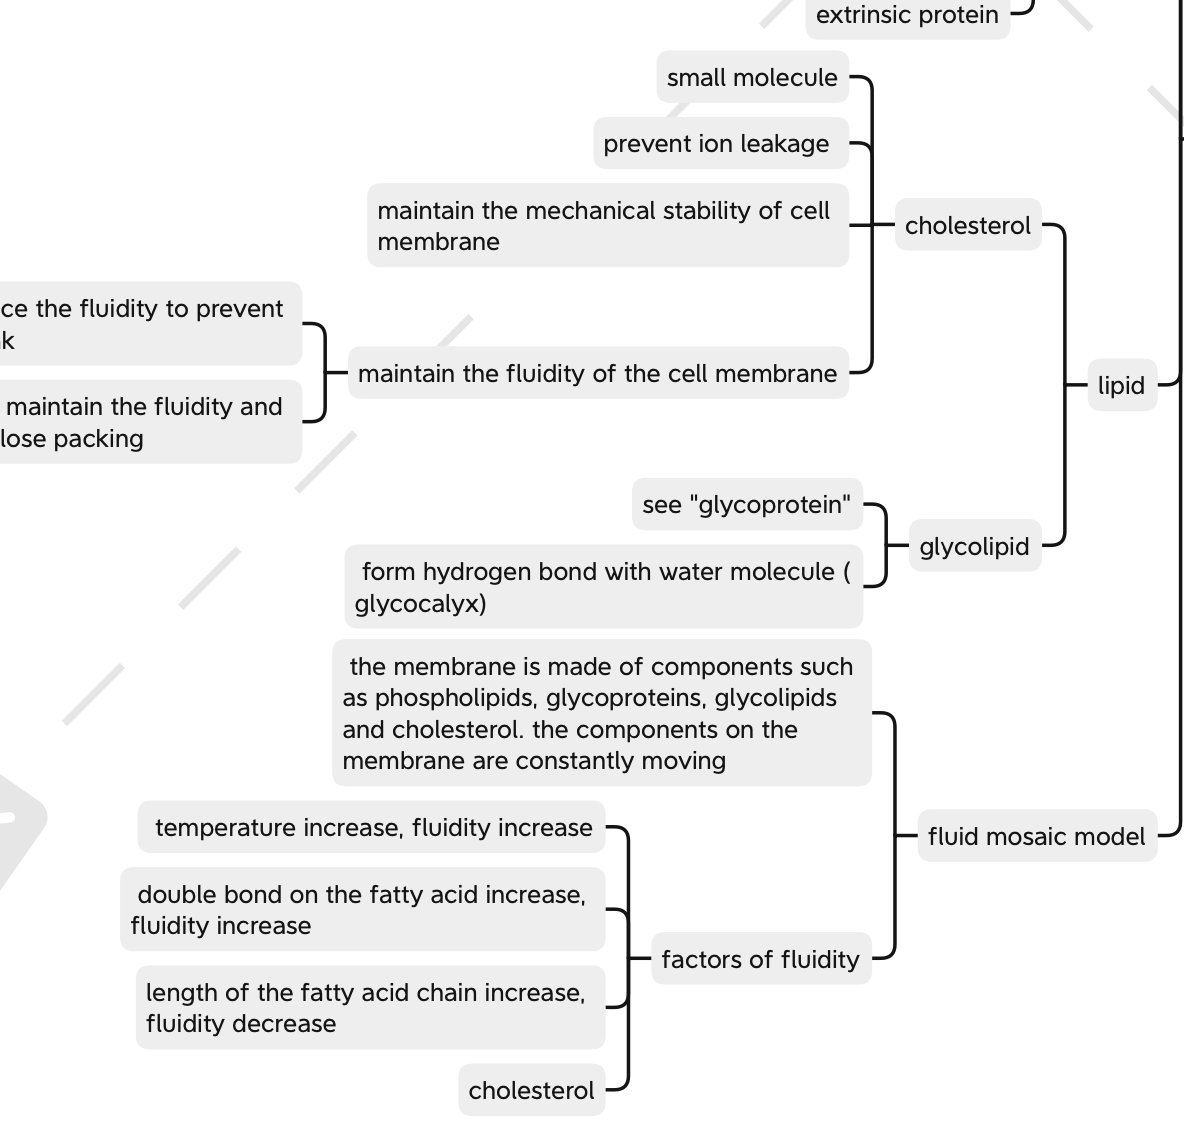 extrinsic protein
small molecule
prevent ion leakage
maintain the mechanical stability of cell
membrane
cholesterol
ce the fluidity to prevent
k
maintain the fluidity of the cell membrane
lipid
maintain the fluidity and
lose packing
see "glycoprotein"
glycolipid
form hydrogen bond with water molecule (
glycocalyx)
the membrane is made of components such
as phospholipids, glycoproteins, glycolipids
and cholesterol. the components on the
membrane are constantly moving
temperature increase, fluidity increase
fluid mosaic model
double bond on the fatty acid increase,
fluidity increase
factors of fluidity
length of the fatty acid chain increase,
fluidity decrease
cholesterol